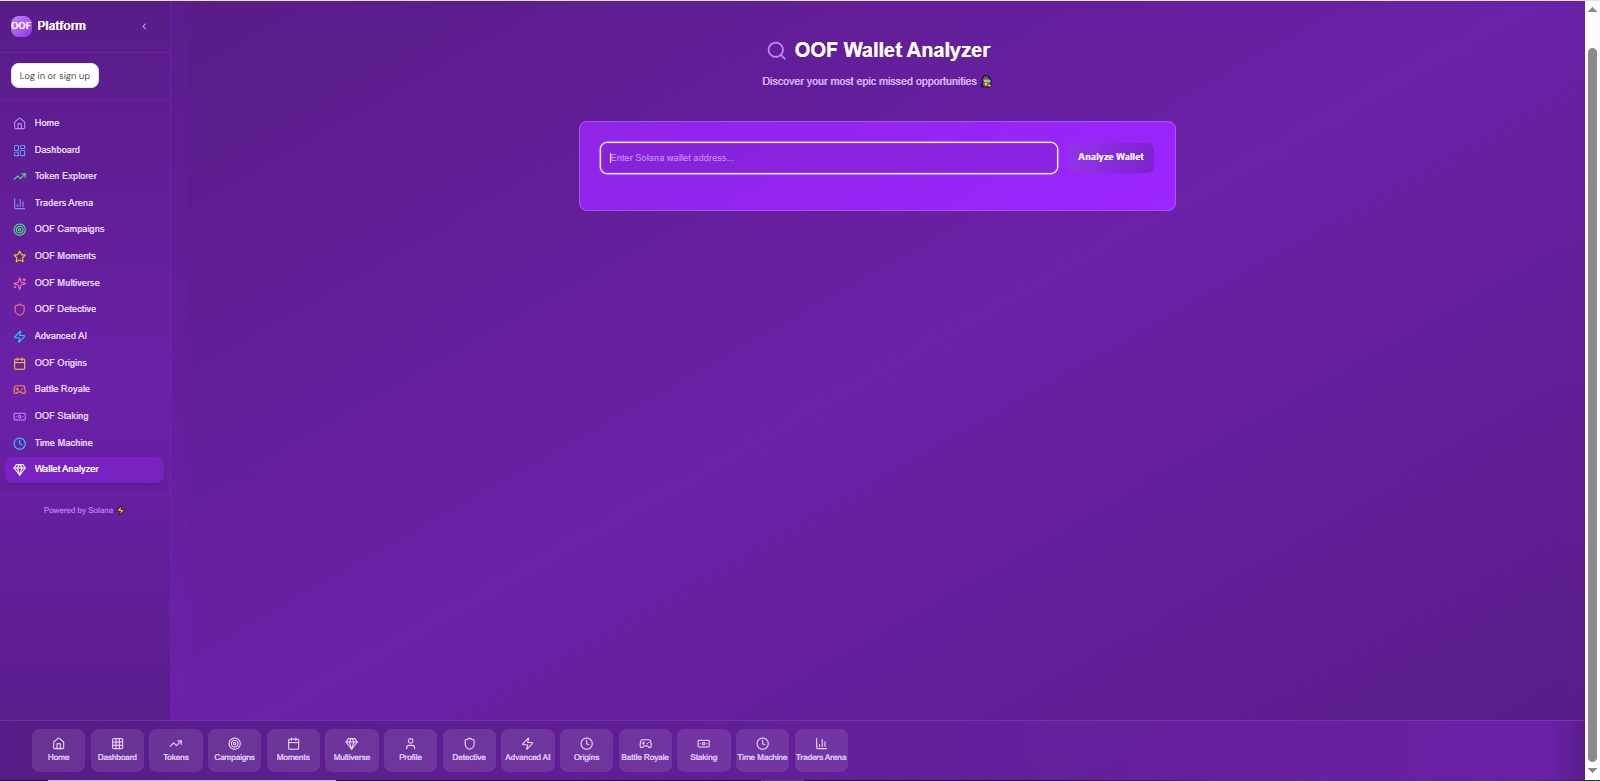 OOF Platform
Log in or sign up
Home
Dashboard
Token Explorer
Traders Arena
OOF Campaigns
OOF Moments
OOF Multiverse
OOF Detective
Advanced AI
OOF Origins
Battle Royale
OOF Staking
Time Machine
Wallet Analyzer
Powered by Solana
OOF Wallet Analyzer
Discover your most epic missed opportunities
Enter Solana wallet address...
Analyze Wallet
Home Dashboard Tokens Campaigns Moments Multiverse Profile Detective Advanced AI Origins Battle Royale Staking Time Machine Traders Arena